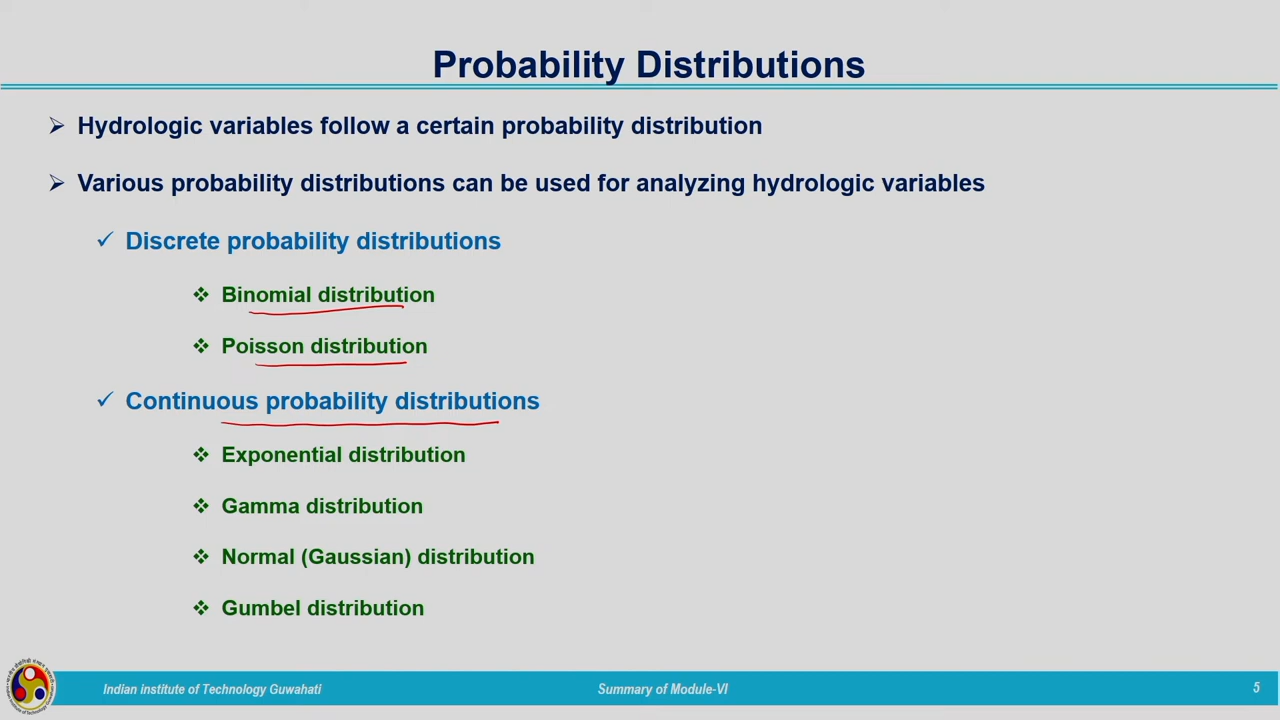 Probability Distributions
Hydrologic variables follow a certain probability distribution
Various probability distributions can be used for analyzing hydrologic variables
Discrete probability distributions
Binomial distribution
Poisson distribution
Continuous probability distributions
Exponential distribution
Gamma distribution
Normal (Gaussian) distribution
Gumbel distribution
Indian institute of Technology Guwahati
Summary of Module-VI
5